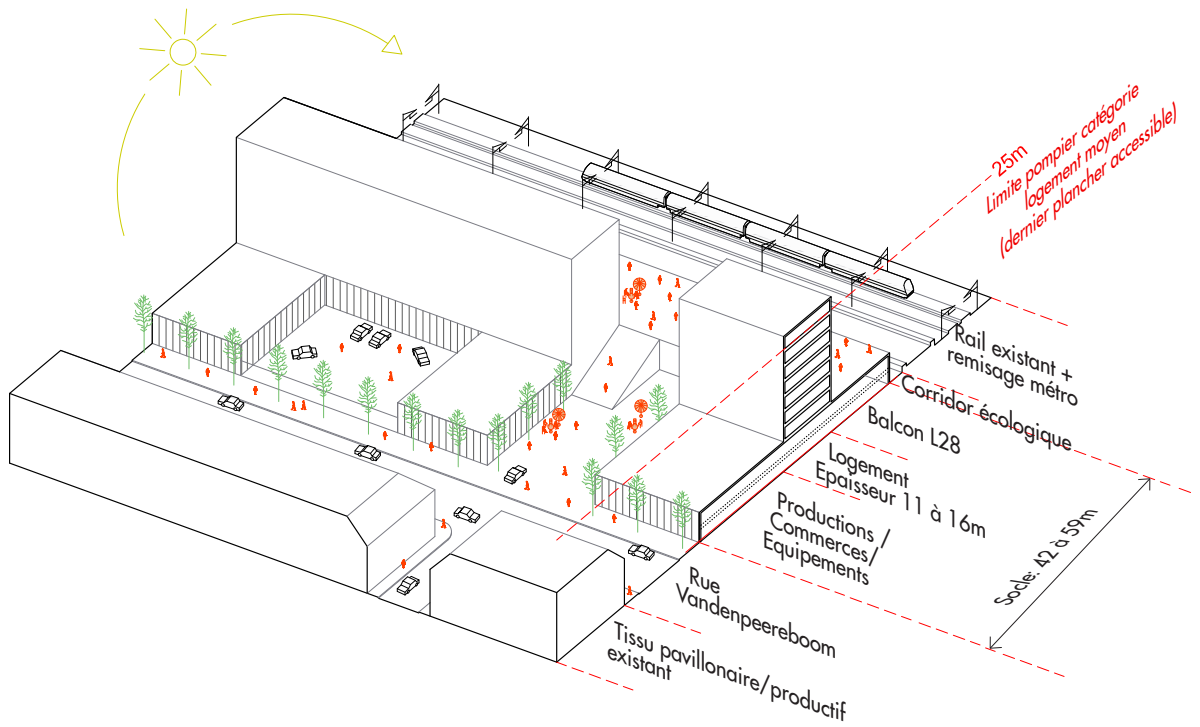 25m
Limite pompier catégorie
logement moyen
(dernier plancher accessible)
Rail existant +
remisage métro
Corridor écologique
Balcon L28
Logement
Epaisseur 11 à 16m
Productions /
Commerces/
Equipements
Socle: 42 à 59m
Rue
Vandenpeereboom
Tissu pavillonaire/productif
existant